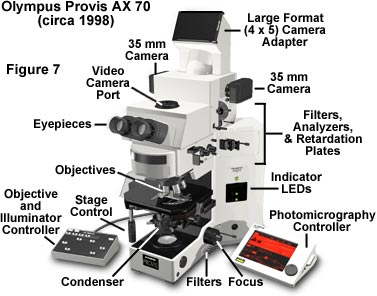 Olympus Provis AX 70
(circa 1998)
Large Format
(4 x 5) Camera
Adapter
35 mm
Camera
Figure 7
Video
Camera
Port
35 mm
Camera
Eyepieces
Filters,
Analyzers,
& Retardation
Plates
Objectives
Indicator
LEDs
Objective
and
Illuminator
Controller
Stage
Control
Photomicrography
Controller
Condenser
Filters
Focus